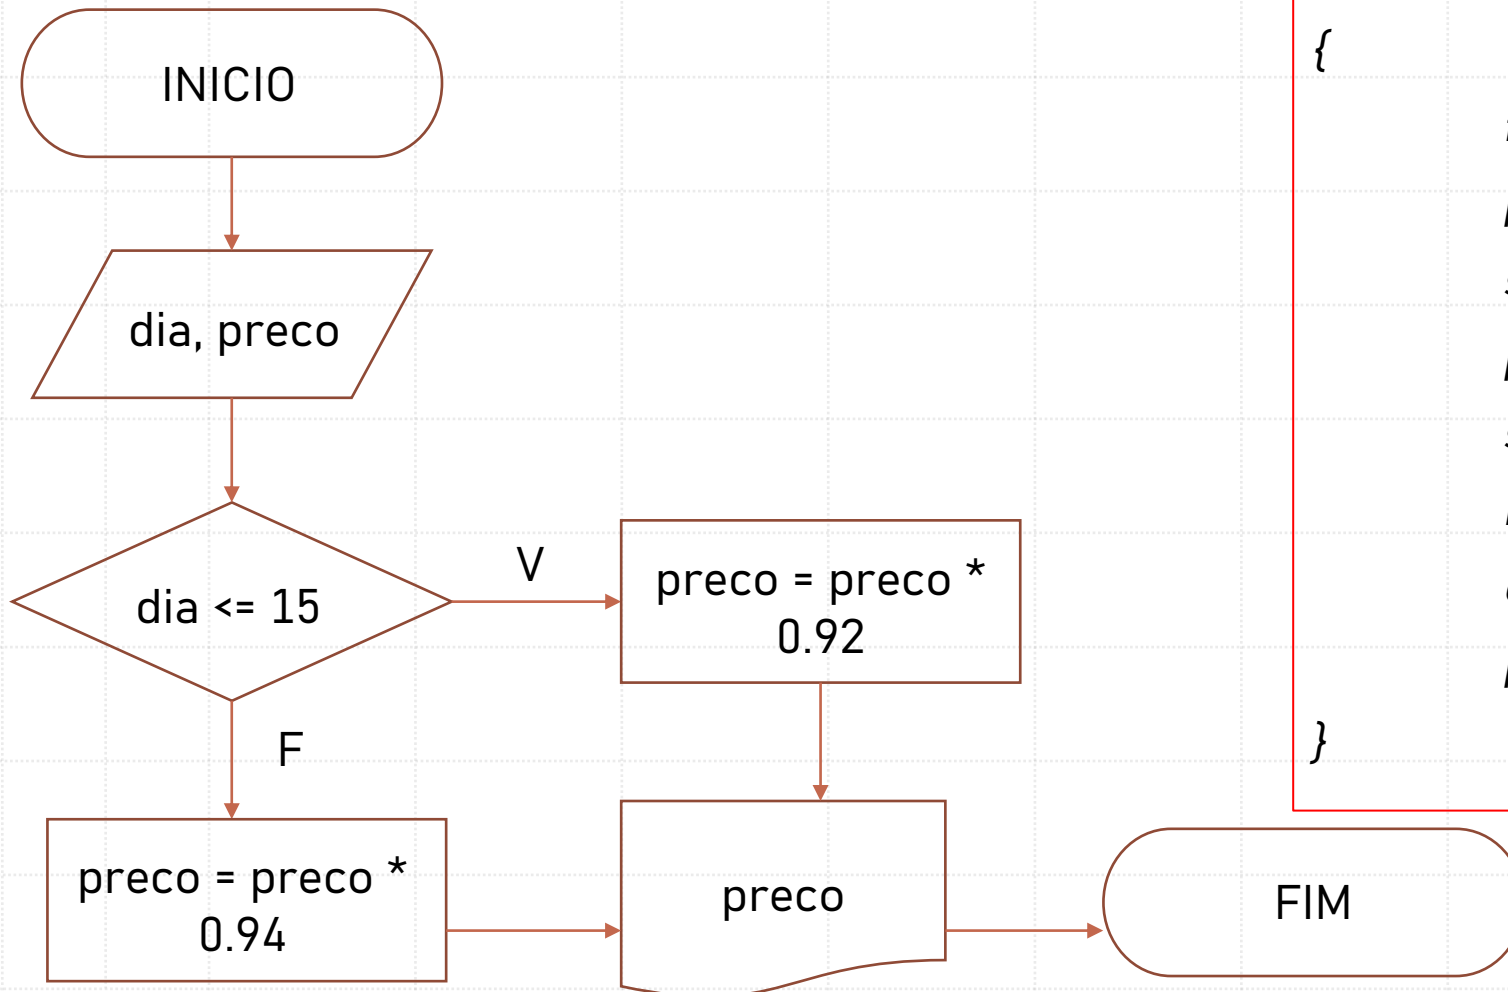 INICIO
dia, preco
dia <= 15
V
preco = preco *
0.92
F
preco = preco *
0.94
preco
FIM
{
}